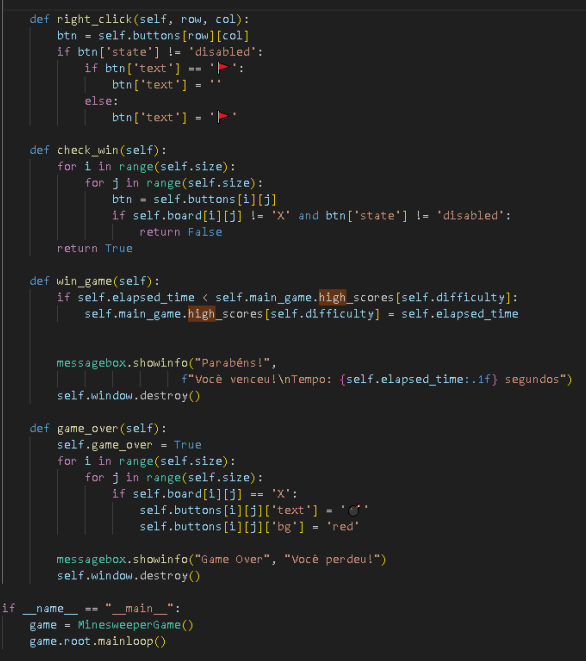 def right_click(self, row, col):
        btn = self.buttons[row][col]
        if btn['state'] != 'disabled':
            if btn['text'] == '🚩':
                btn['text'] = ''
            else:
                btn['text'] = '🚩'

    def check_win(self):
        for i in range(self.size):
            for j in range(self.size):
                btn = self.buttons[i][j]
                if self.board[i][j] != 'X' and btn['state'] != 'disabled':
                    return False
        return True

    def win_game(self):
        if self.elapsed_time < self.main_game.high_scores[self.difficulty]:
            self.main_game.high_scores[self.difficulty] = self.elapsed_time


        messagebox.showinfo("Parabéns!",
                          f"Você venceu!\nTempo: {self.elapsed_time:.1f} segundos")
        self.window.destroy()

    def game_over(self):
        self.game_over = True
        for i in range(self.size):
            for j in range(self.size):
                if self.board[i][j] == 'X':
                    self.buttons[i][j]['text'] = '💣'
                    self.buttons[i][j]['bg'] = 'red'

        messagebox.showinfo("Game Over", "Você perdeu!")
        self.window.destroy()

if __name__ == "__main__":
    game = MinesweeperGame()
    game.root.mainloop()